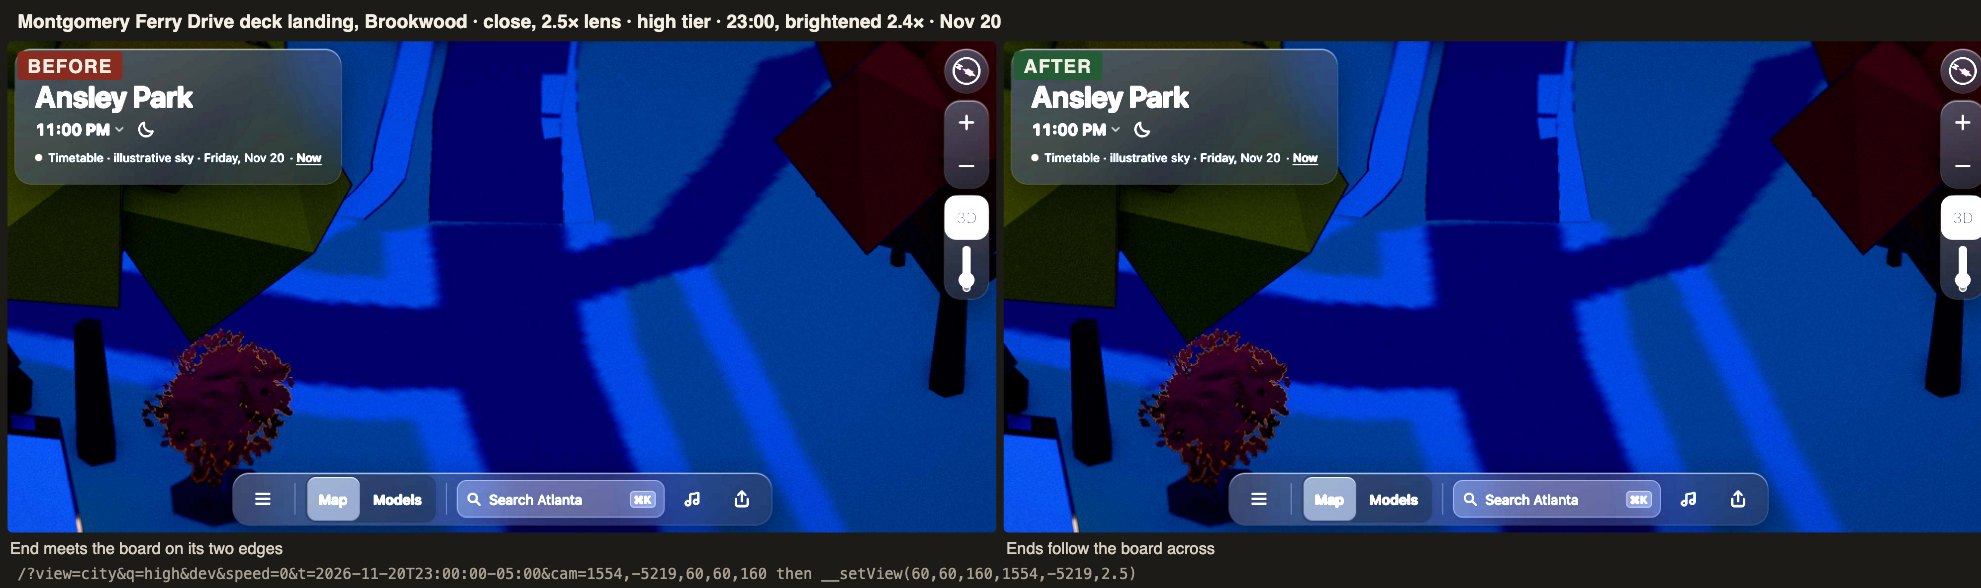 Montgomery Ferry Drive deck landing, Brookwood · close, 2.5× lens · high tier · 23:00, brightened 2.4× · Nov 20
BEFORE
Ansley Park
11:00 PM
Timetable · illustrative sky · Friday, Nov 20 · Now
+
−
3D
Map Models Search Atlanta ⌘K
End meets the board on its two edges
AFTER
Ansley Park
11:00 PM
Timetable · illustrative sky · Friday, Nov 20 · Now
+
−
3D
Map Models Search Atlanta ⌘K
Ends follow the board across
/?view=city&q=high&dev&speed=0&t=2026-11-20T23:00:00-05:00&cam=1554,-5219,60,60,160 then __setView(60,60,160,1554,-5219,2.5)